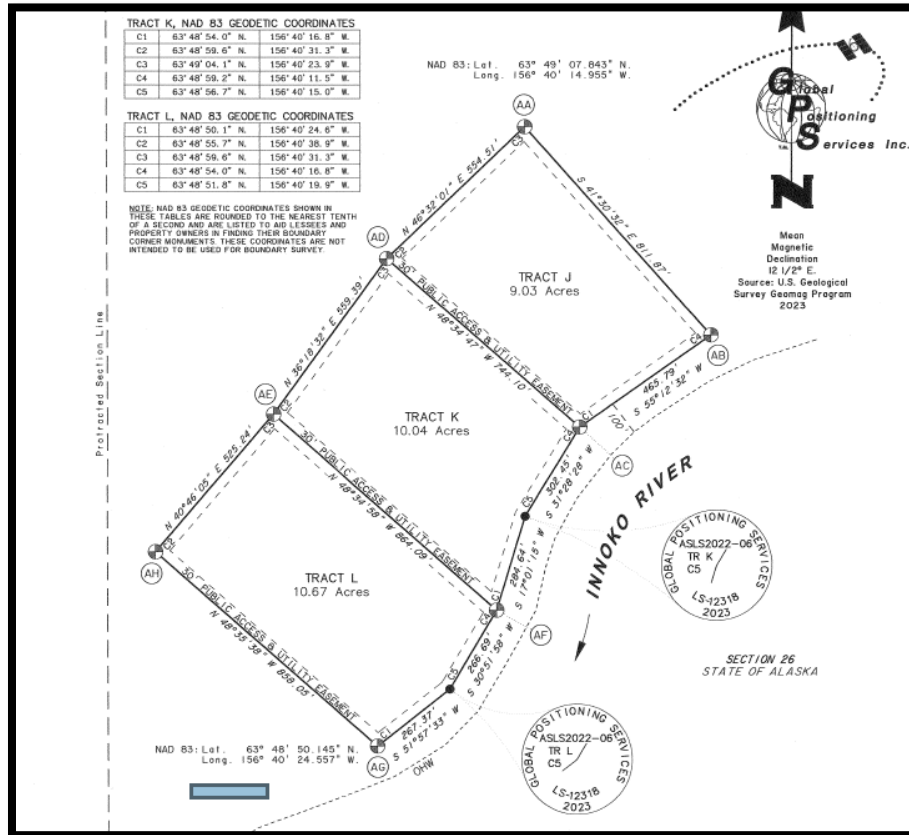 TRACT K, NAD 83 GEODETIC COORDINATES
C1 63° 48' 54.0" N. 156° 40' 16.8" W.
C2 63° 48' 59.6" N. 156° 40' 31.3" W.
C3 63° 49' 04.1" N. 156° 40' 23.9" W.
C4 63° 48' 59.2" N. 156° 40' 11.5" W.
C5 63° 48' 56.7" N. 156° 40' 15.0" W.
TRACT L, NAD 83 GEODETIC COORDINATES
C1 63° 48' 50.1" N. 156° 40' 24.6" W.
C2 63° 48' 55.7" N. 156° 40' 38.9" W.
C3 63° 48' 59.6" N. 156° 40' 31.3" W.
C4 63° 48' 54.0" N. 156° 40' 16.8" W.
C5 63° 48' 51.8" N. 156° 40' 19.9" W.
NOTE: NAD 83 GEODETIC COORDINATES SHOWN IN
THESE TABLES ARE ROUNDED TO THE NEAREST TENTH
OF A SECOND AND ARE LISTED TO AID LESSEES AND
PROPERTY OWNERS IN FINDING THEIR BOUNDARY
CORNER MONUMENTS. THESE COORDINATES ARE NOT
INTENDED TO BE USED FOR BOUNDARY SURVEY.
NAD 83: Lat. 63° 49' 07.843" N.
Long. 156° 40' 14.955" W.
Global
Positioning
Services Inc.
T.M.
N
Mean
Magnetic
Declination
12 1/2° E.
Source: U.S. Geological
Survey Geomag Program
2023
AA
C3
N 46°32'01" E 554.51'
S 41°30'32" E 811.87'
AD
C2
C3
TRACT J
9.03 Acres
30' PUBLIC ACCESS & UTILITY EASEMENT
N 48°34'47" W 744.10'
C4
AB
465.79'
S 55°12'32" W
100'
C1
C4
AC
N 36°18'32" E 559.39'
Protracted Section Line
AE
C2
C3
TRACT K
10.04 Acres
30' PUBLIC ACCESS & UTILITY EASEMENT
N 48°34'58" W 864.09'
302.45'
S 31°28'28" W
C5
284.64'
S 17°01'15" W
C1
C4
AF
INNOKO RIVER
GLOBAL POSITIONING SERVICES
ASLS2022-06
TR K
C5
LS-12318
2023
N 40°46'05" E 525.24'
AH
C2
TRACT L
10.67 Acres
30' PUBLIC ACCESS & UTILITY EASEMENT
N 48°35'38" W 858.05'
266.69'
S 30°51'58" W
C5
267.37'
S 51°57'33" W
C1
AG
OHW
SECTION 26
STATE OF ALASKA
GLOBAL POSITIONING SERVICES
ASLS2022-06
TR L
C5
LS-12318
2023
NAD 83: Lat. 63° 48' 50.145" N.
Long. 156° 40' 24.557" W.